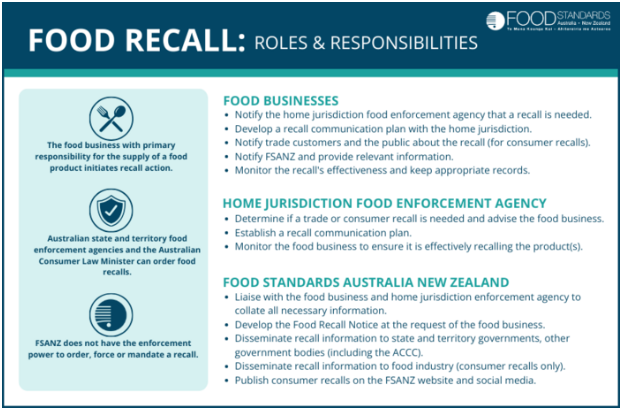 FOOD RECALL: ROLES & RESPONSIBILITIES
FOOD STANDARDS
Australia • New Zealand
Te Mana Kounga Kai – Ahitereiria me Aotearoa
The food business with primary
responsibility for the supply of a food
product initiates recall action.
Australian state and territory food
enforcement agencies and the Australian
Consumer Law Minister can order food
recalls.
FSANZ does not have the enforcement
power to order, force or mandate a recall.
FOOD BUSINESSES
• Notify the home jurisdiction food enforcement agency that a recall is needed.
• Develop a recall communication plan with the home jurisdiction.
• Notify trade customers and the public about the recall (for consumer recalls).
• Notify FSANZ and provide relevant information.
• Monitor the recall's effectiveness and keep appropriate records.
HOME JURISDICTION FOOD ENFORCEMENT AGENCY
• Determine if a trade or consumer recall is needed and advise the food business.
• Establish a recall communication plan.
• Monitor the food business to ensure it is effectively recalling the product(s).
FOOD STANDARDS AUSTRALIA NEW ZEALAND
• Liaise with the food business and home jurisdiction enforcement agency to
collate all necessary information.
• Develop the Food Recall Notice at the request of the food business.
• Disseminate recall information to state and territory governments, other
government bodies (including the ACCC).
• Disseminate recall information to food industry (consumer recalls only).
• Publish consumer recalls on the FSANZ website and social media.